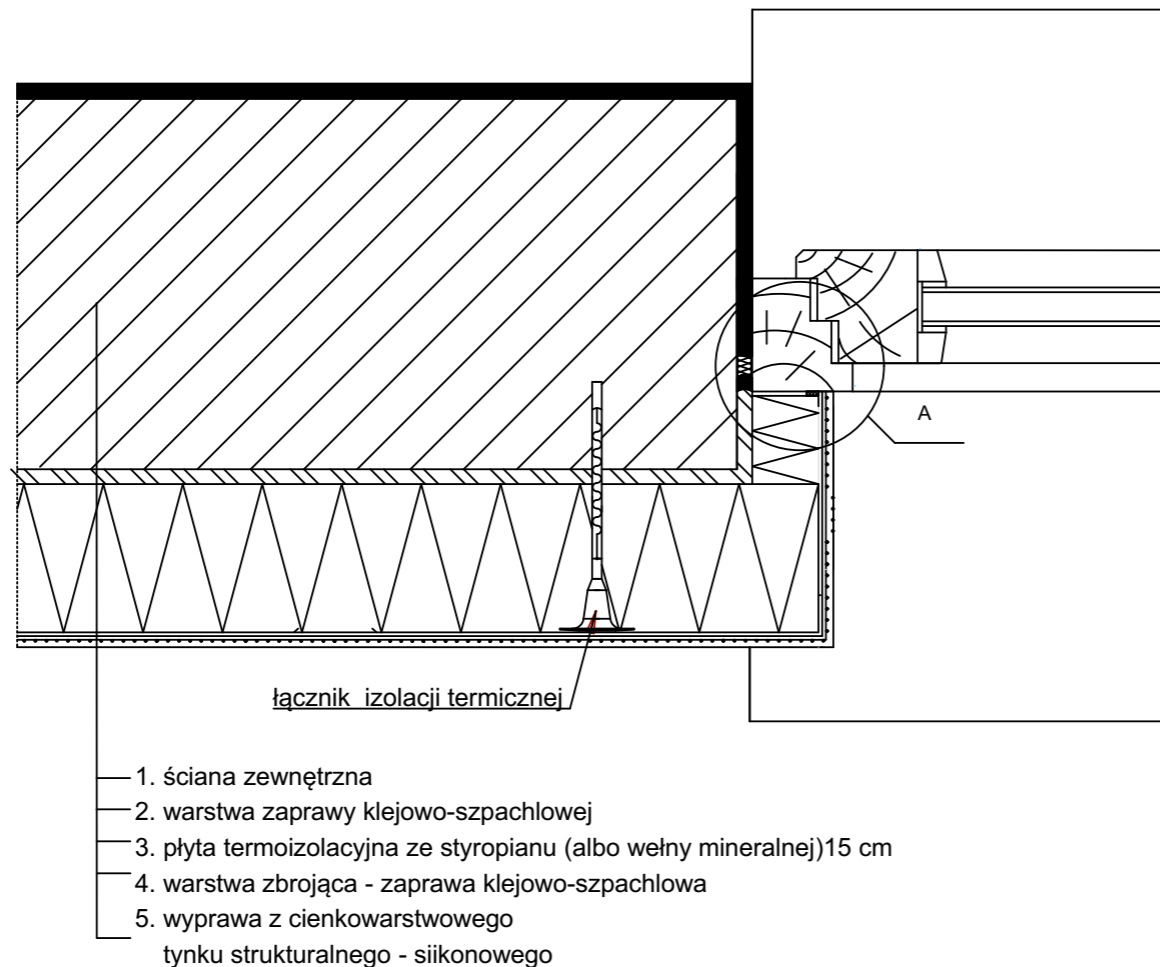 A
łącznik izolacji termicznej
1. ściana zewnętrzna
2. warstwa zaprawy klejowo-szpachlowej
3. płyta termoizolacyjna ze styropianu (albo wełny mineralnej)15 cm
4. warstwa zbrojąca - zaprawa klejowo-szpachlowa
5. wyprawa z cienkowarstwowego
tynku strukturalnego - siikonowego